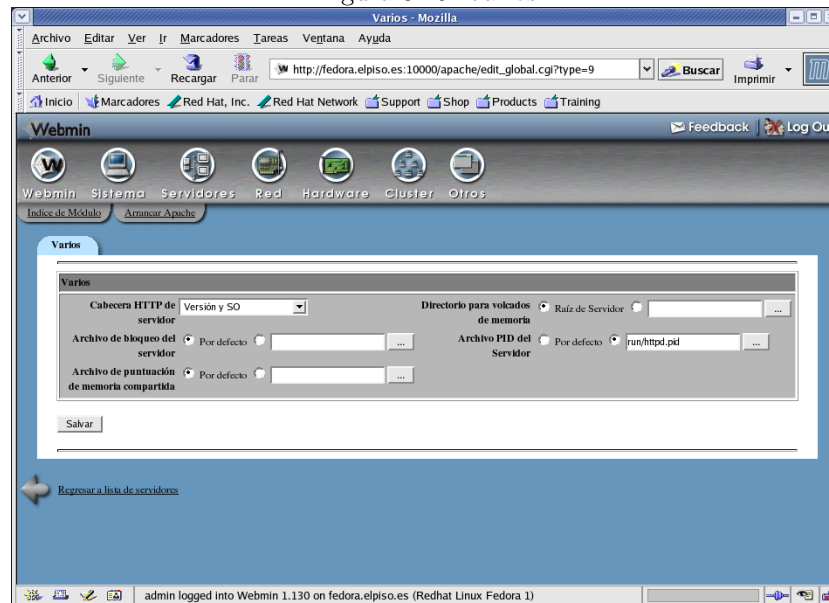 Varios - Mozilla
Archivo Editar Ver Ir Marcadores Tareas Ventana Ayuda
Anterior Siguiente Recargar Parar http://fedora.elpiso.es:10000/apache/edit_global.cgi?type=9 Buscar Imprimir
Inicio Marcadores Red Hat, Inc. Red Hat Network Support Shop Products Training
Webmin Feedback Log Ou
Webmin Sistema Servidores Red Hardware Cluster Otros
Indice de Módulo Arrancar Apache
Varios
Varios
Cabecera HTTP de servidor Versión y SO Directorio para volcados de memoria Raíz de Servidor ...
Archivo de bloqueo del servidor Por defecto ... Archivo PID del Servidor Por defecto run/httpd.pid ...
Archivo de puntuación de memoria compartida Por defecto ...
Salvar
Regresar a lista de servidores
admin logged into Webmin 1.130 on fedora.elpiso.es (Redhat Linux Fedora 1)